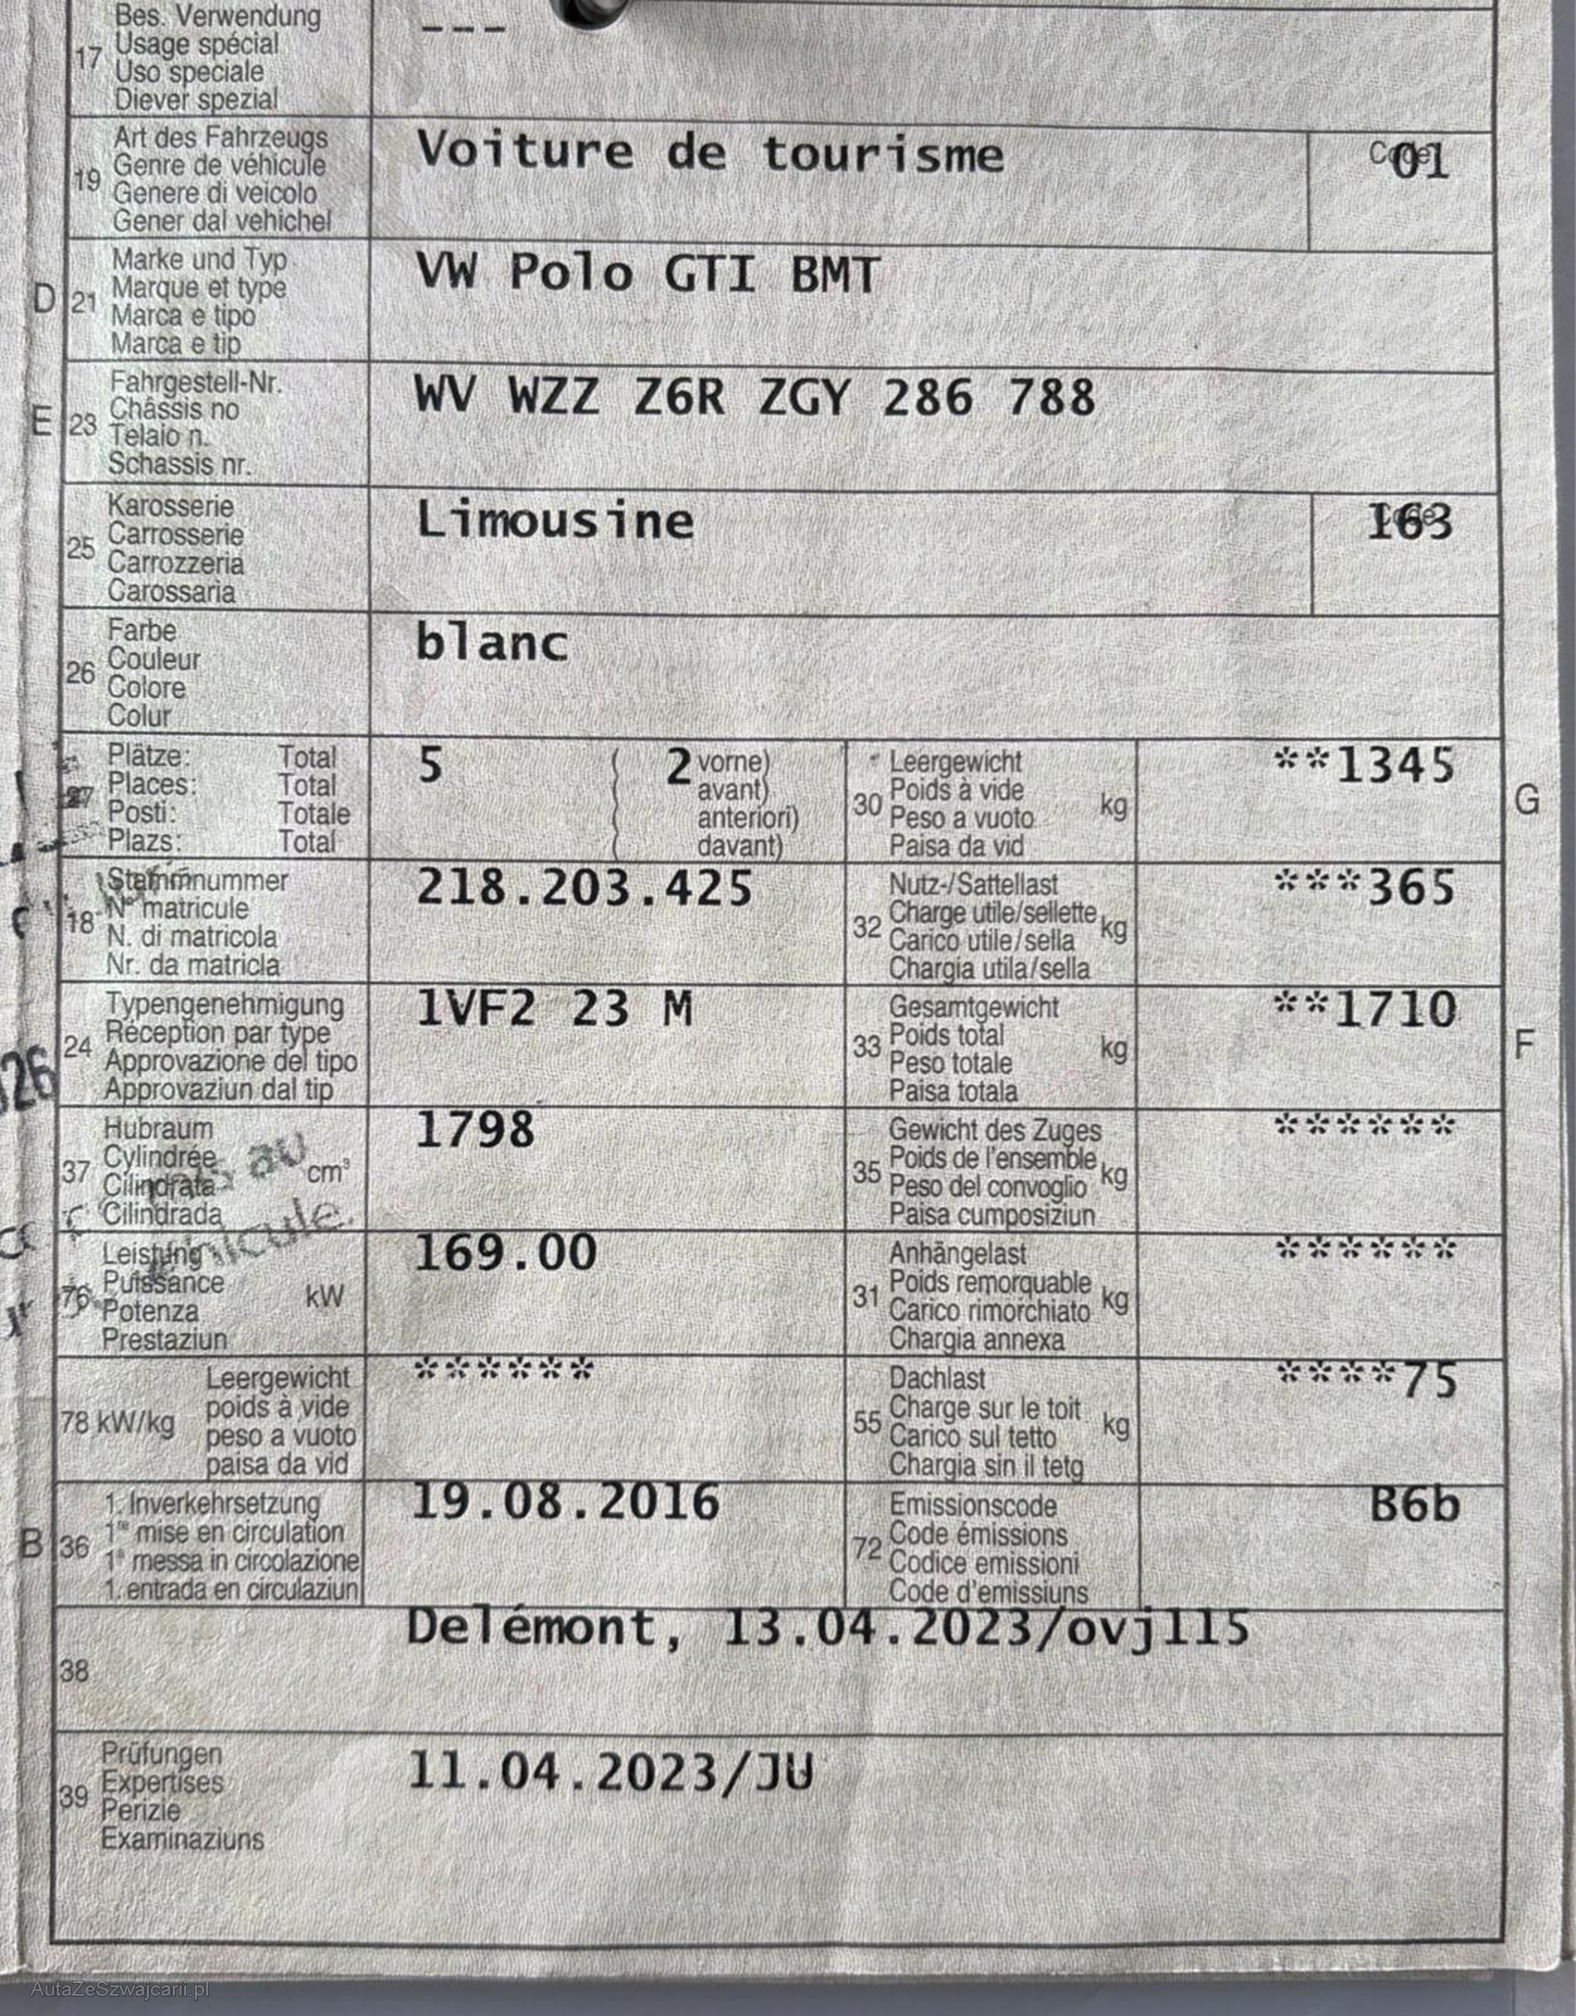 17 Bes. Verwendung
Usage spécial
Uso speciale
Diever spezial
---
19 Art des Fahrzeugs
Genre de véhicule
Genere di veicolo
Gener dal vehichel
Voiture de tourisme
Code 01
D 21 Marke und Typ
Marque et type
Marca e tipo
Marca e tip
VW Polo GTI BMT
E 23 Fahrgestell-Nr.
Châssis no
Telaio n.
Schassis nr.
WV WZZ Z6R ZGY 286 788
25 Karosserie
Carrosserie
Carrozzeria
Carossaria
Limousine
163
26 Farbe
Couleur
Colore
Colur
blanc
27 Plätze: Total
Places: Total
Posti: Totale
Plazs: Total
5 ( 2 vorne)
( avant)
( anteriori)
( davant)
30 Leergewicht
Poids à vide
Peso a vuoto kg
Paisa da vid
**1345
G
18 Stammnummer
N° matricule
N. di matricola
Nr. da matricla
218.203.425
32 Nutz-/Sattellast
Charge utile/sellette kg
Carico utile/sella
Chargia utila/sella
***365
24 Typengenehmigung
Réception par type
Approvazione del tipo
Approvaziun dal tip
1VF2 23 M
33 Gesamtgewicht
Poids total kg
Peso totale
Paisa totala
**1710
F
26
37 Hubraum
Cylindrée cm³
Cilindrata
Cilindrada
au
1798
35 Gewicht des Zuges
Poids de l'ensemble kg
Peso del convoglio
Paisa cumposiziun
******
76 Leistung
Puissance kW
Potenza
Prestaziun
169.00
31 Anhängelast
Poids remorquable kg
Carico rimorchiato
Chargia annexa
******
78 kW/kg Leergewicht
poids à vide
peso a vuoto
paisa da vid
******
55 Dachlast
Charge sur le toit kg
Carico sul tetto
Chargia sin il tetg
****75
B 36 1. Inverkehrsetzung
1re mise en circulation
1a messa in circolazione
1. entrada en circulaziun
19.08.2016
72 Emissionscode
Code émissions
Codice emissioni
Code d'emissiuns
B6b
38 Delémont, 13.04.2023/ovj115
39 Prüfungen
Expertises
Perizie
Examinaziuns
11.04.2023/JU
AutaZeSzwajcarii.pl